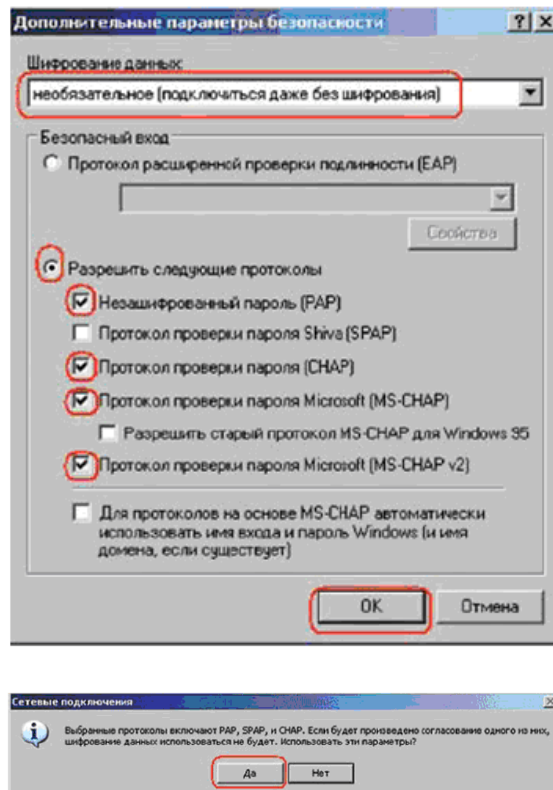 Дополнительные параметры безопасности
Шифрование данных:
необязательное (подключиться даже без шифрования)
Безопасный вход
Протокол расширенной проверки подлинности (EAP)
Свойства
Разрешить следующие протоколы
Незашифрованный пароль (PAP)
Протокол проверки пароля Shiva (SPAP)
Протокол проверки пароля (CHAP)
Протокол проверки пароля Microsoft (MS-CHAP)
Разрешить старый протокол MS-CHAP для Windows 95
Протокол проверки пароля Microsoft (MS-CHAP v2)
Для протоколов на основе MS-CHAP автоматически
использовать имя входа и пароль Windows (и имя
домена, если существует)
OK
Отмена
Сетевые подключения
Выбранные протоколы включают PAP, SPAP, и CHAP. Если будет произведено согласование одного из них,
шифрование данных использоваться не будет. Использовать эти параметры?
Да
Нет